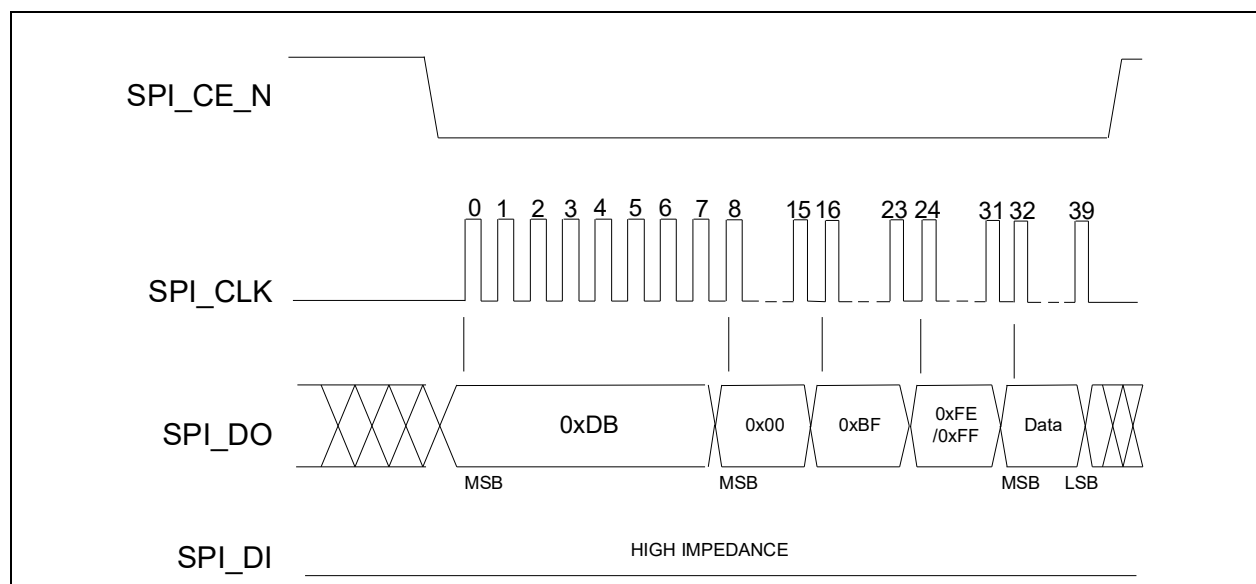 SPI_CE_N
0 1 2 3 4 5 6 7 8 15 16 23 24 31 32 39
SPI_CLK
SPI_DO
0xDB 0x00 0xBF 0xFE Data
/0xFF
MSB MSB MSB LSB
SPI_DI
HIGH IMPEDANCE